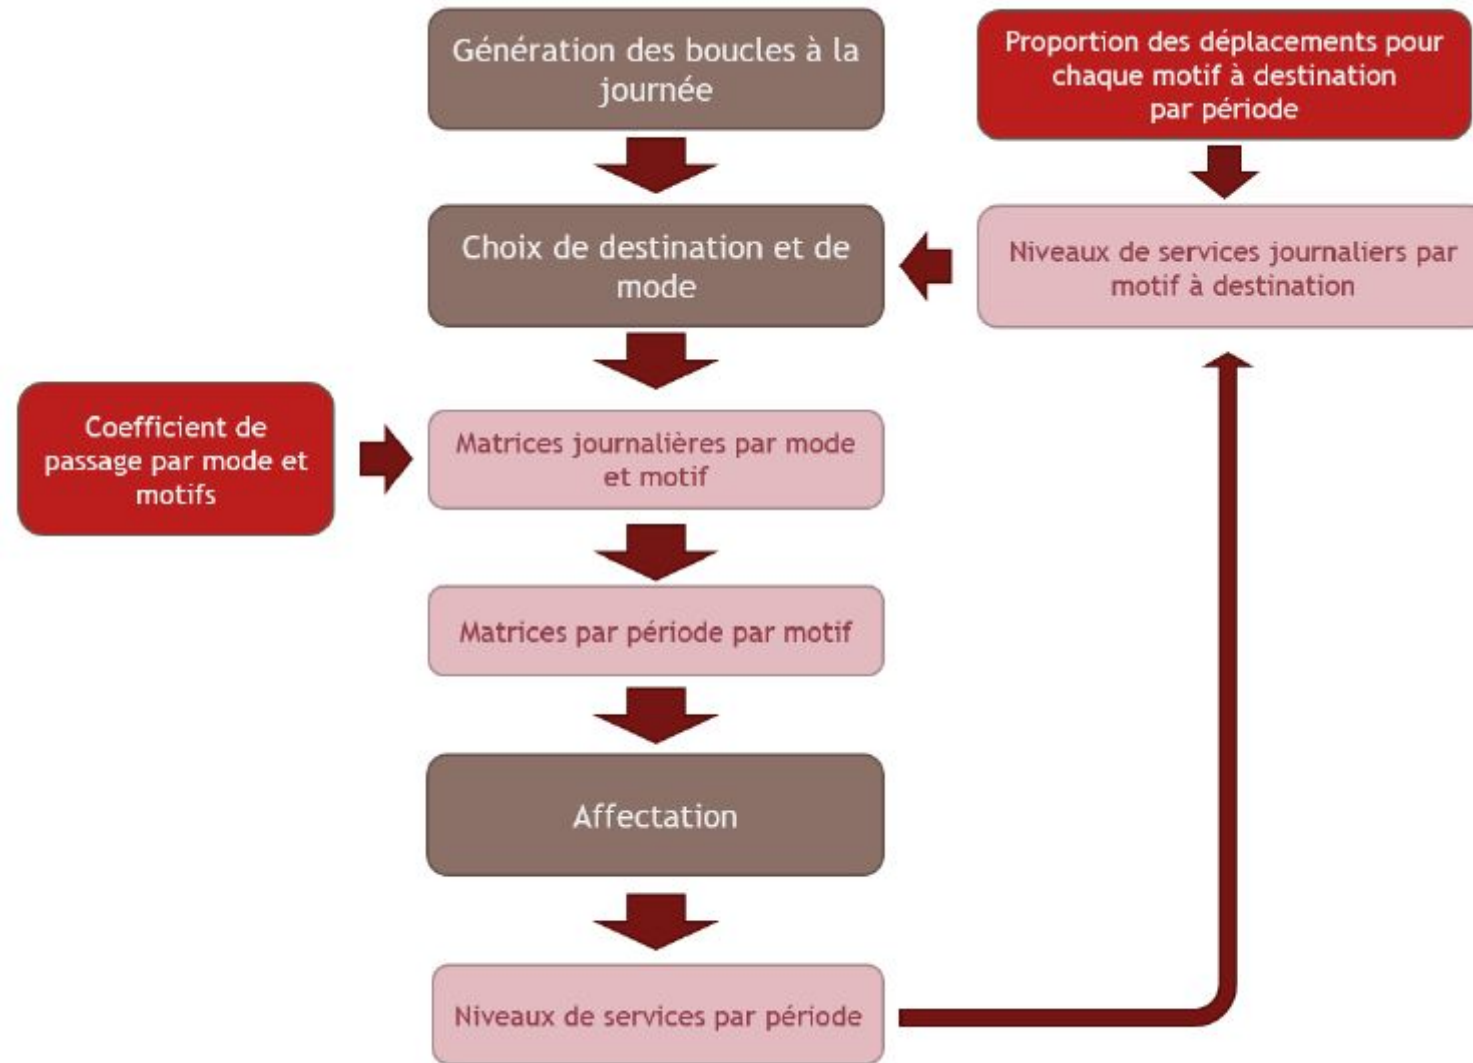 Génération des boucles à la
journée
Proportion des déplacements pour
chaque motif à destination
par période
Choix de destination et de
mode
Niveaux de services journaliers par
motif à destination
Coefficient de
passage par mode et
motifs
Matrices journalières par mode
et motif
Matrices par période par motif
Affectation
Niveaux de services par période